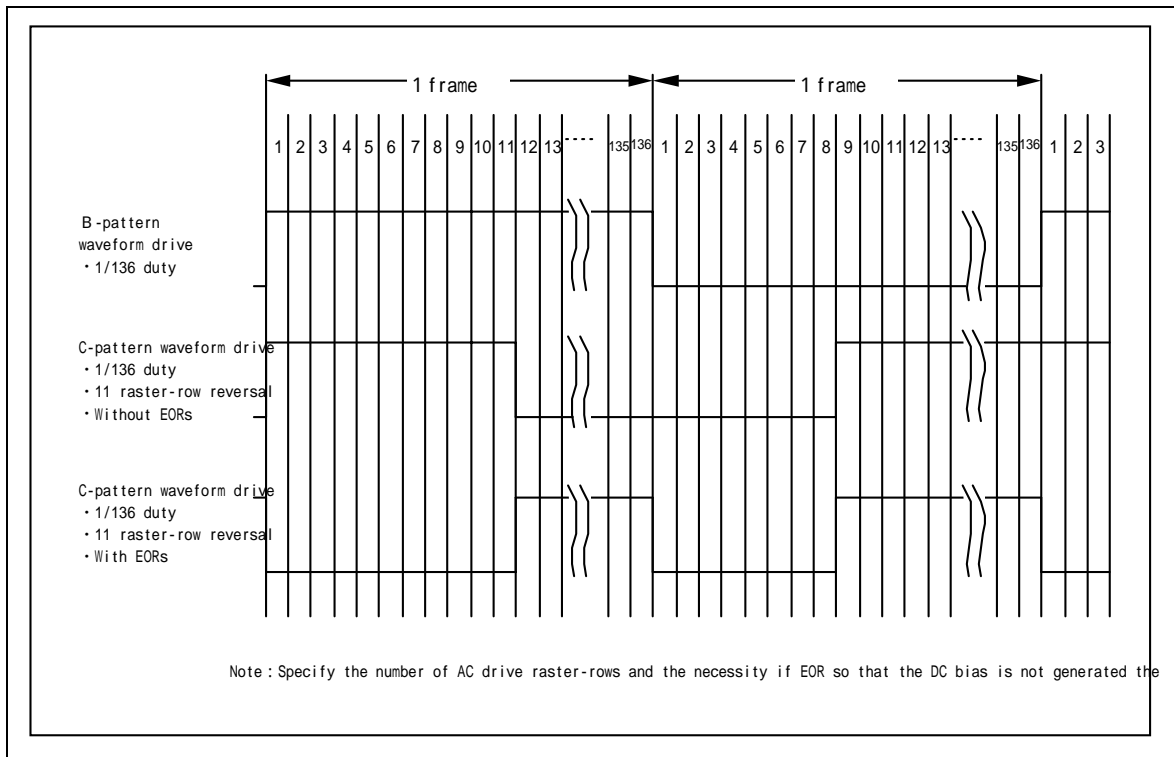 1 frame 1 frame
1 2 3 4 5 6 7 8 9 10 11 12 13 ···· 135 136 1 2 3 4 5 6 7 8 9 10 11 12 13 ···· 135 136 1 2 3
B-pattern
waveform drive
・1/136 duty
C-pattern waveform drive
・1/136 duty
・11 raster-row reversal
・Without EORs
C-pattern waveform drive
・1/136 duty
・11 raster-row reversal
・With EORs
Note : Specify the number of AC drive raster-rows and the necessity if EOR so that the DC bias is not generated the